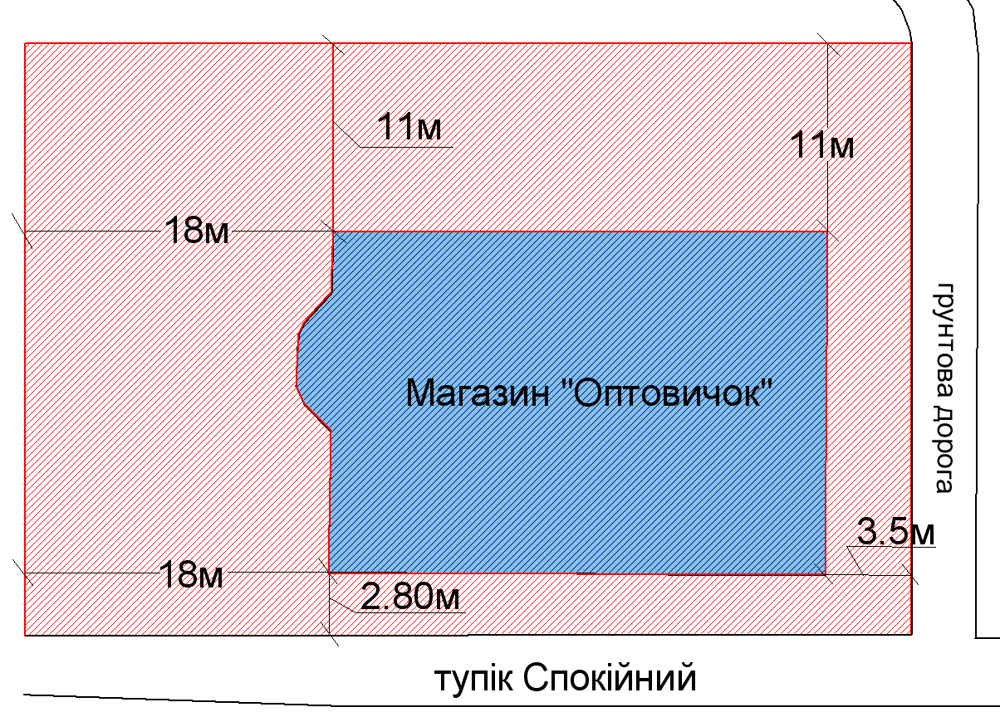 11м
11м
18м
Магазин "Оптовичок"
грунтова дорога
3.5м
18м
2.80м
тупік Спокійний